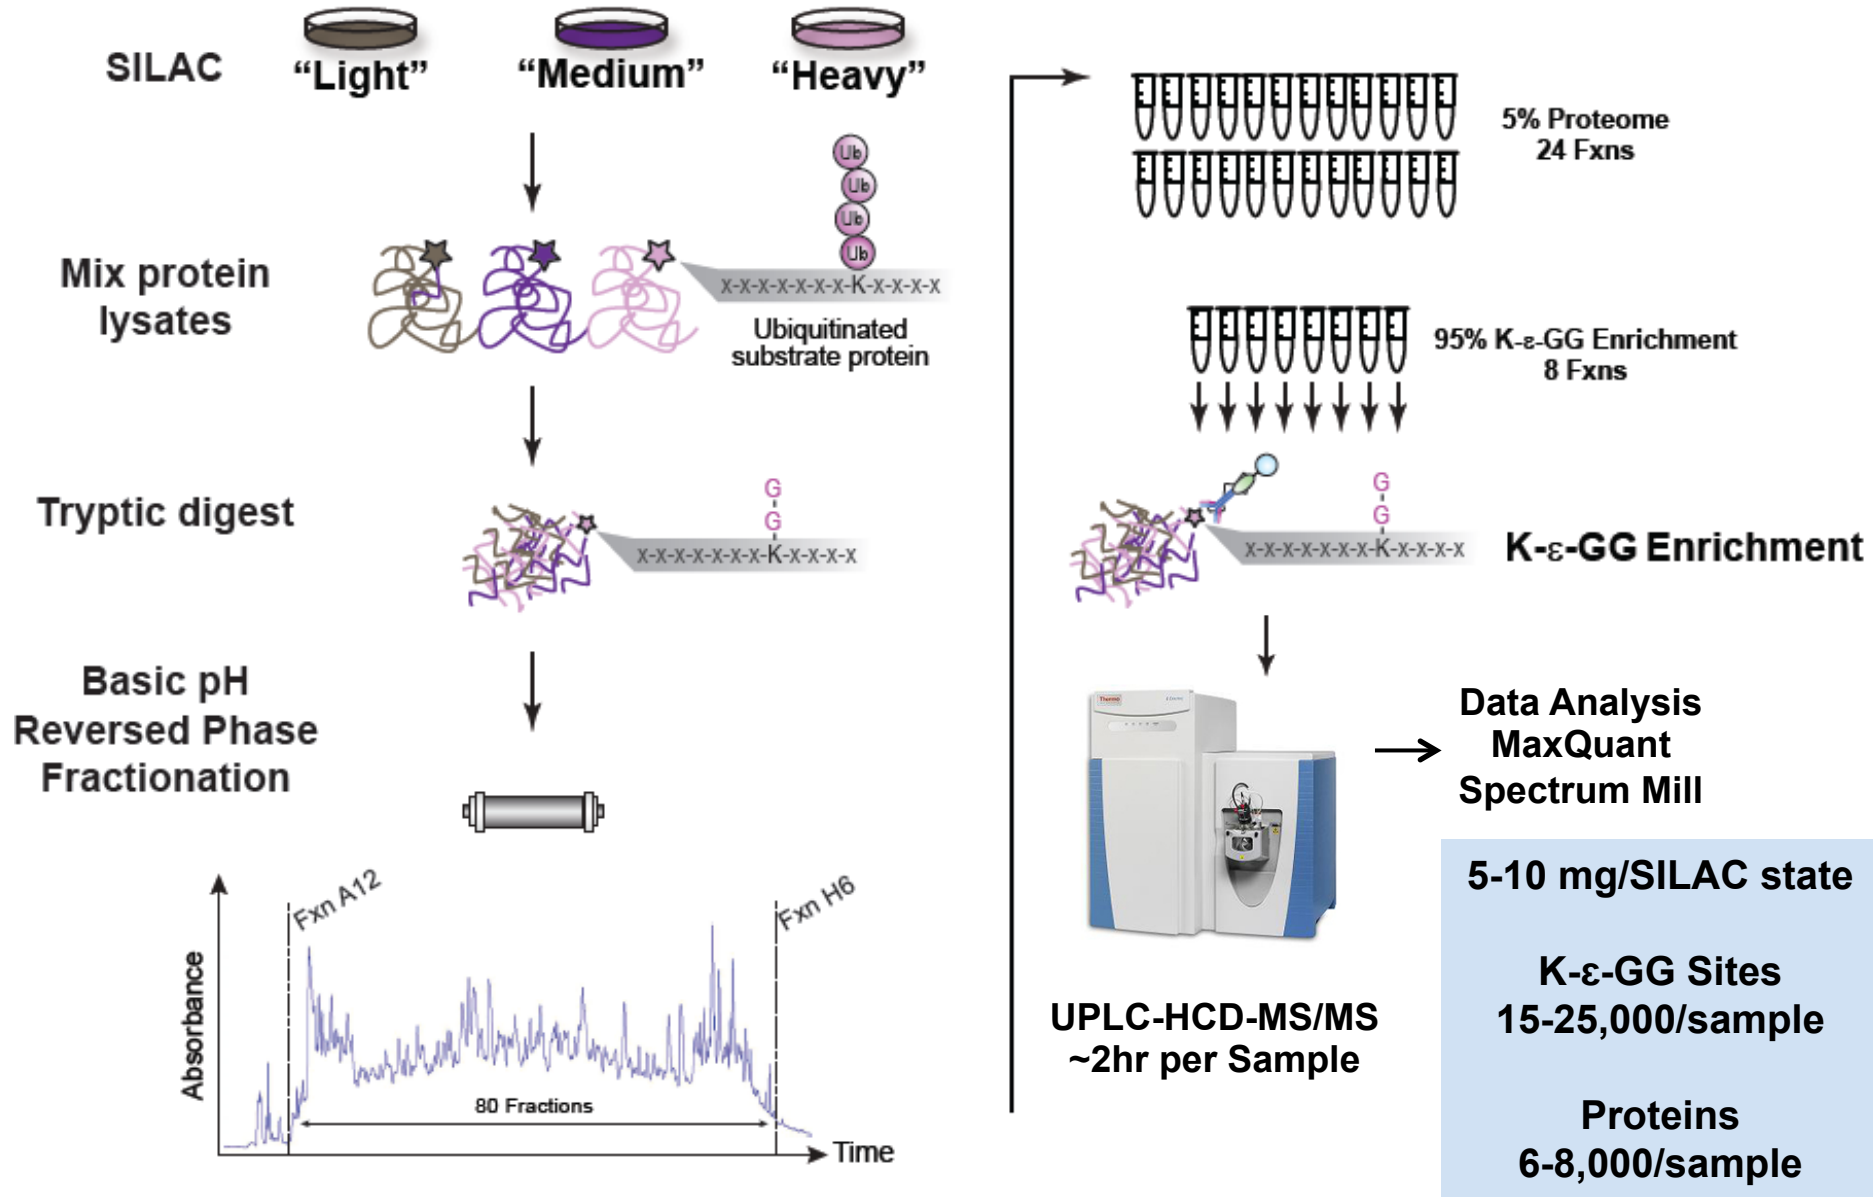 SILAC
“Light”
“Medium”
“Heavy”
Mix protein
lysates
Ub
Ub
Ub
Ub
x-x-x-x-x-x-x-K-x-x-x-x
Ubiquitinated
substrate protein
Tryptic digest
G
G
x-x-x-x-x-x-x-K-x-x-x-x
Basic pH
Reversed Phase
Fractionation
Fxn A12
Fxn H6
Absorbance
80 Fractions
Time
5% Proteome
24 Fxns
95% K-ε-GG Enrichment
8 Fxns
G
G
x-x-x-x-x-x-x-K-x-x-x-x
K-ε-GG Enrichment
Thermo
UPLC-HCD-MS/MS
~2hr per Sample
Data Analysis
MaxQuant
Spectrum Mill
5-10 mg/SILAC state
K-ε-GG Sites
15-25,000/sample
Proteins
6-8,000/sample